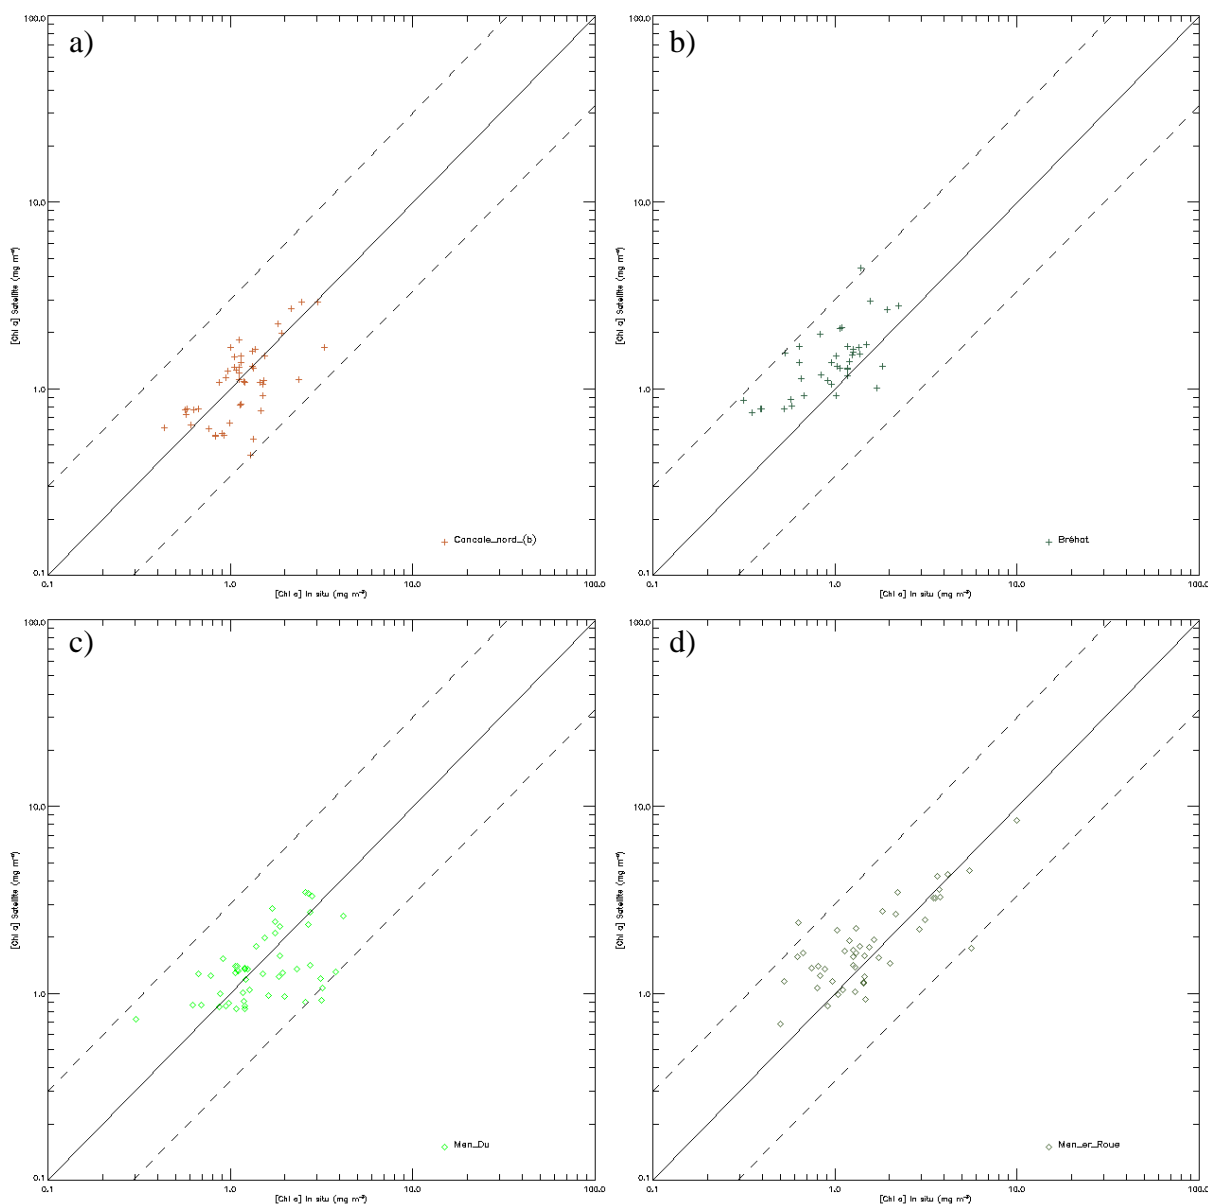 a)
100.0
10.0
1.0
0.1
[Chl a] Satellite (mg m⁻³)
Cancale_nord_(b)
0.1 1.0 10.0 100.0
[Chl a] In situ (mg m⁻³)
b)
100.0
10.0
1.0
0.1
[Chl a] Satellite (mg m⁻³)
Bréhat
0.1 1.0 10.0 100.0
[Chl a] In situ (mg m⁻³)
c)
100.0
10.0
1.0
0.1
[Chl a] Satellite (mg m⁻³)
Men_Du
0.1 1.0 10.0 100.0
[Chl a] In situ (mg m⁻³)
d)
100.0
10.0
1.0
0.1
[Chl a] Satellite (mg m⁻³)
Men_er_Roue
0.1 1.0 10.0 100.0
[Chl a] In situ (mg m⁻³)